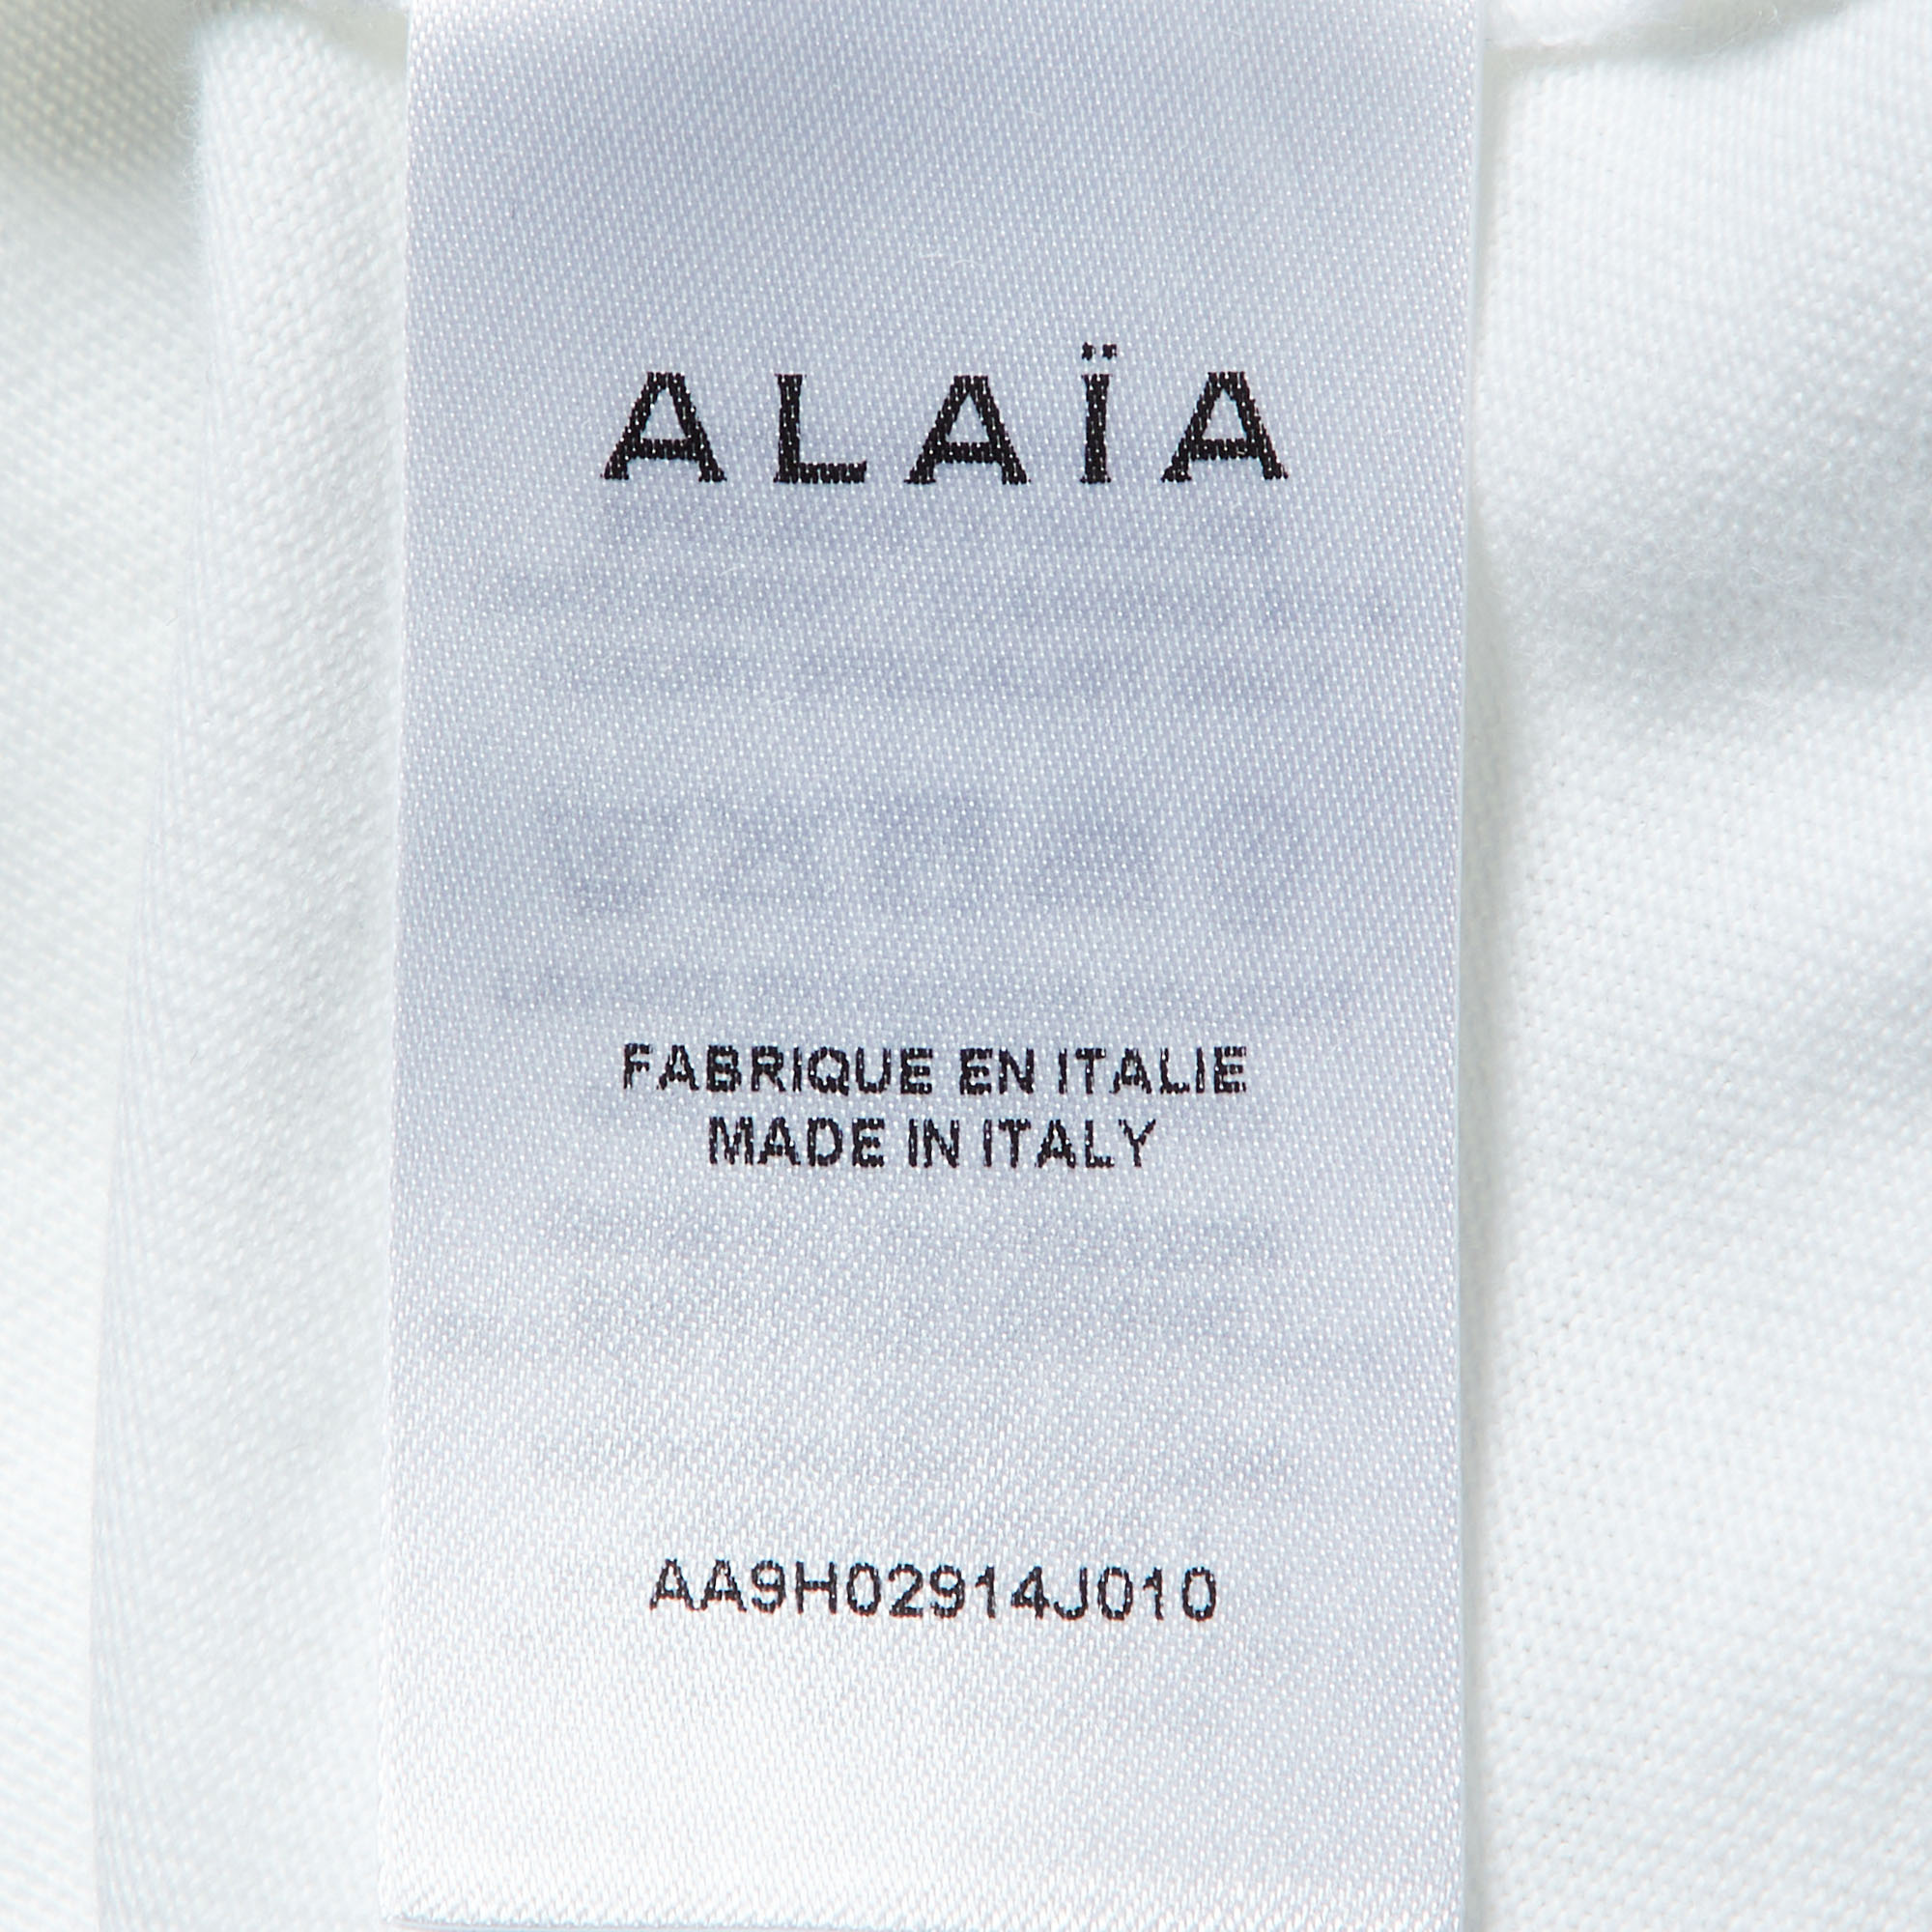 ALAÏA
FABRIQUE EN ITALIE
MADE IN ITALY
AA9H02914J010